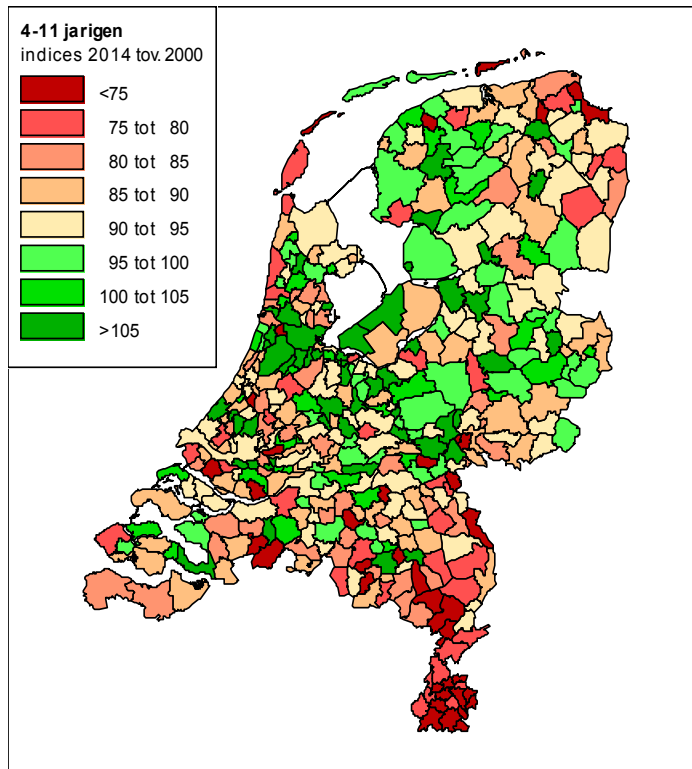 4-11 jarigen
indices 2014 tov. 2000
<75
75 tot 80
80 tot 85
85 tot 90
90 tot 95
95 tot 100
100 tot 105
>105